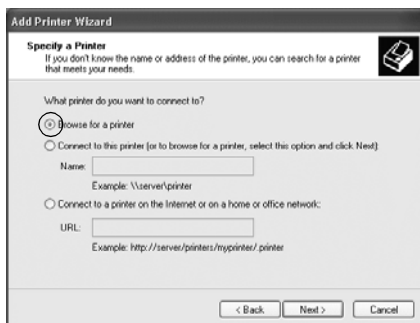 Add Printer Wizard
Specify a Printer
If you don't know the name or address of the printer, you can search for a printer
that meets your needs.
What printer do you want to connect to?
Browse for a printer
Connect to this printer (or to browse for a printer, select this option and click Next):
Name:
Example: \\server\printer
Connect to a printer on the Internet or on a home or office network:
URL:
Example: http://server/printers/myprinter/.printer
< Back
Next >
Cancel